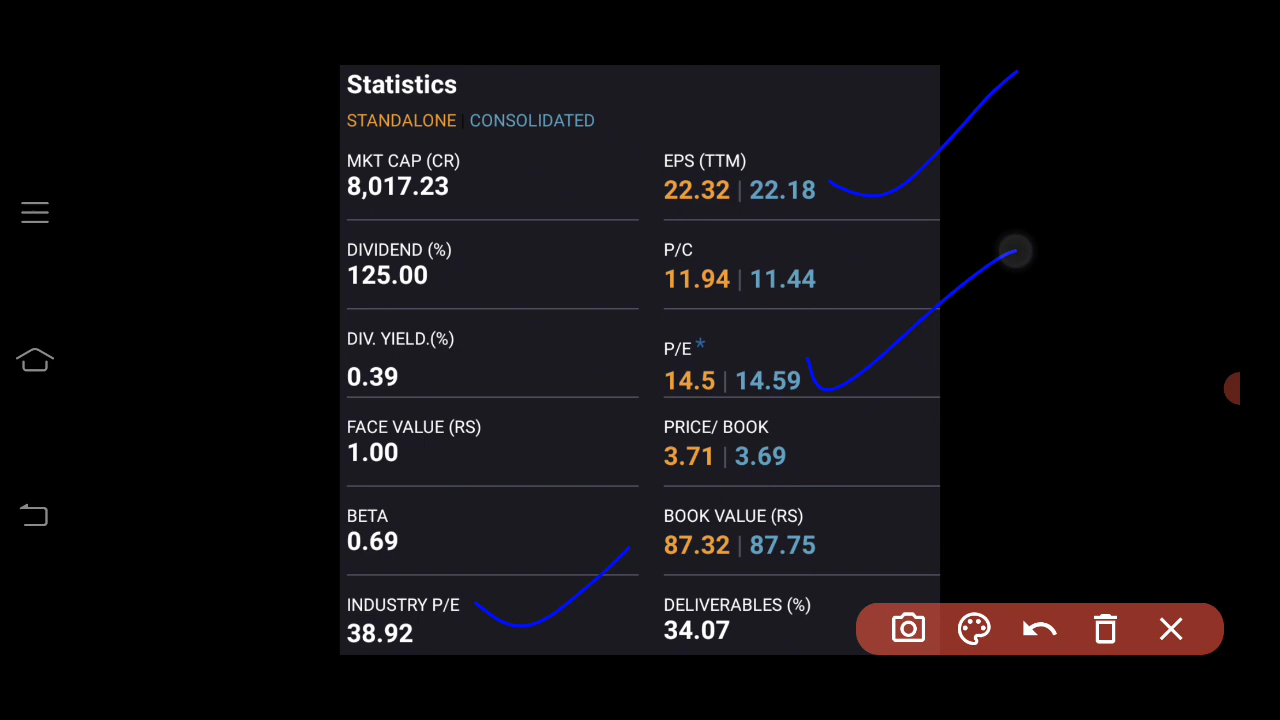 Statistics
STANDALONE | CONSOLIDATED
MKT CAP (CR)
8,017.23
EPS (TTM)
22.32 | 22.18
DIVIDEND (%)
125.00
P/C
11.94 | 11.44
DIV. YIELD.(%)
0.39
P/E *
14.5 | 14.59
FACE VALUE (RS)
1.00
PRICE/ BOOK
3.71 | 3.69
BETA
0.69
BOOK VALUE (RS)
87.32 | 87.75
INDUSTRY P/E
38.92
DELIVERABLES (%)
34.07